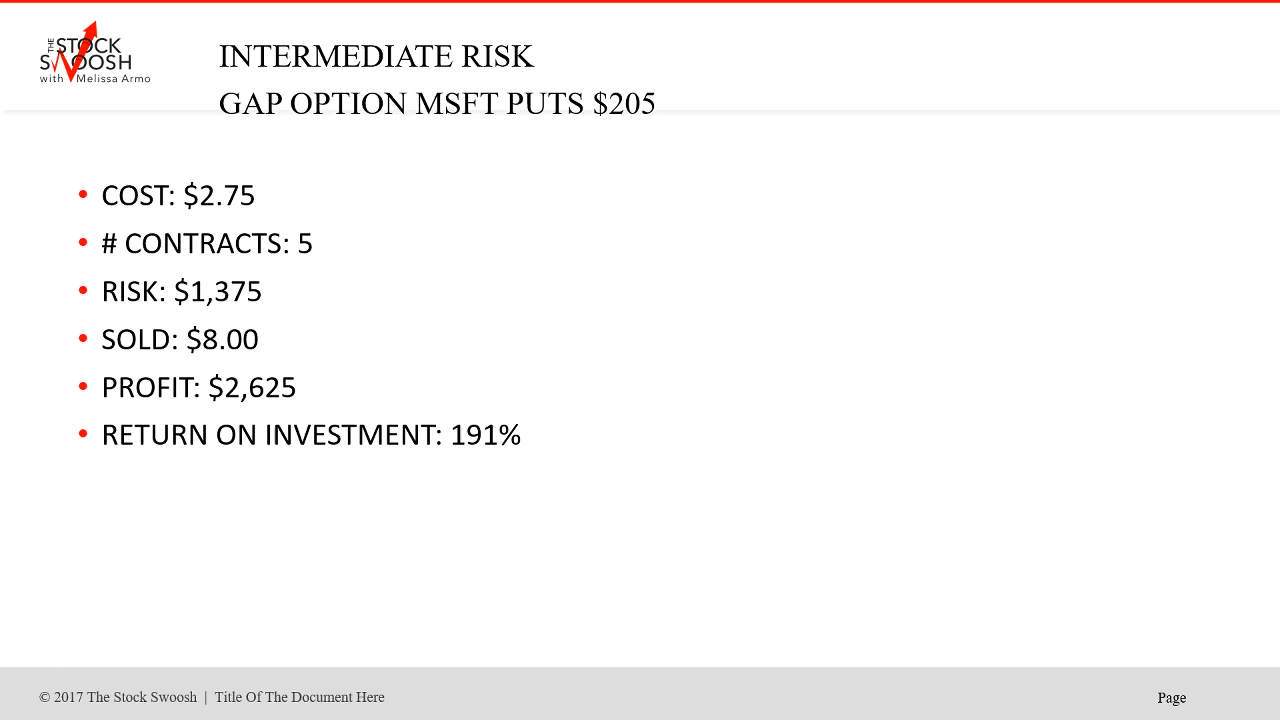 THE STOCK
SWOOSH
with Melissa Armo
INTERMEDIATE RISK
GAP OPTION MSFT PUTS $205
• COST: $2.75
• # CONTRACTS: 5
• RISK: $1,375
• SOLD: $8.00
• PROFIT: $2,625
• RETURN ON INVESTMENT: 191%
© 2017 The Stock Swoosh | Title Of The Document Here
Page